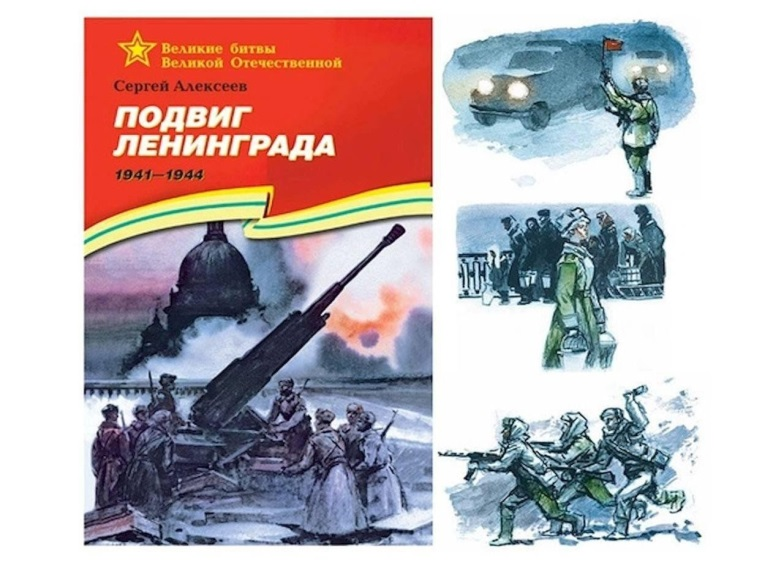 Великие битвы
Великой Отечественной
Сергей Алексеев
ПОДВИГ
ЛЕНИНГРАДА
1941—1944